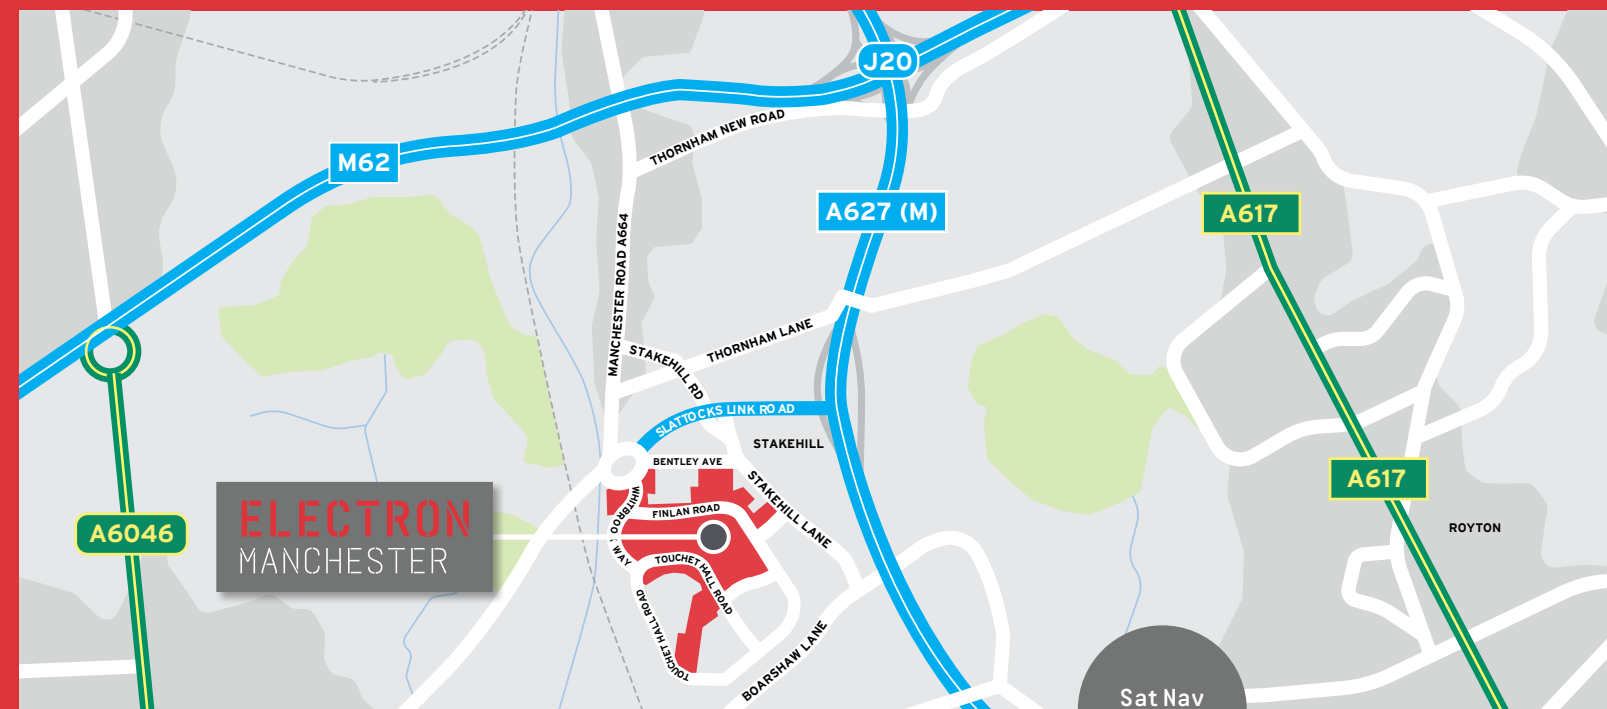 J20
THORNHAM NEW ROAD
M62
A627 (M)
A617
MANCHESTER ROAD A664
THORNHAM LANE
STAKEHILL RD
SLATTOCKS LINK ROAD
STAKEHILL
BENTLEY AVE
STAKEHILL LANE
A617
WHITBROOK WAY
FINLAN ROAD
ELECTRON
MANCHESTER
A6046
ROYTON
TOUCHET HALL ROAD
TOUCHET HALL ROAD
BOARSHAW LANE
Sat Nav